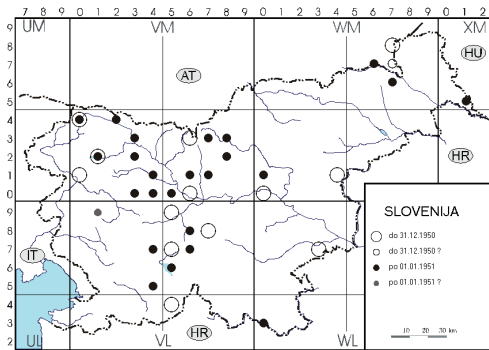 7 8 9 0 1 2 3 4 5 6 7 8 9 0 1 2 3 4 5 6 7 8 9 0 1 2
UM VM WM XM
9
8
7
6
5
4
3
2
1
0
9
8
7
6
5
4
3
2
AT
HU
HR
IT
HR
UL VL WL
SLOVENIJA
do 31.12.1950
do 31.12.1950 ?
po 01.01.1951
po 01.01.1951 ?
10 20 30 km